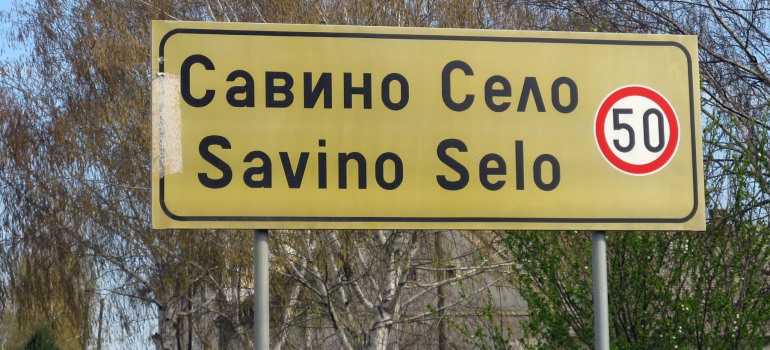 Савино Село
Savino Selo
50